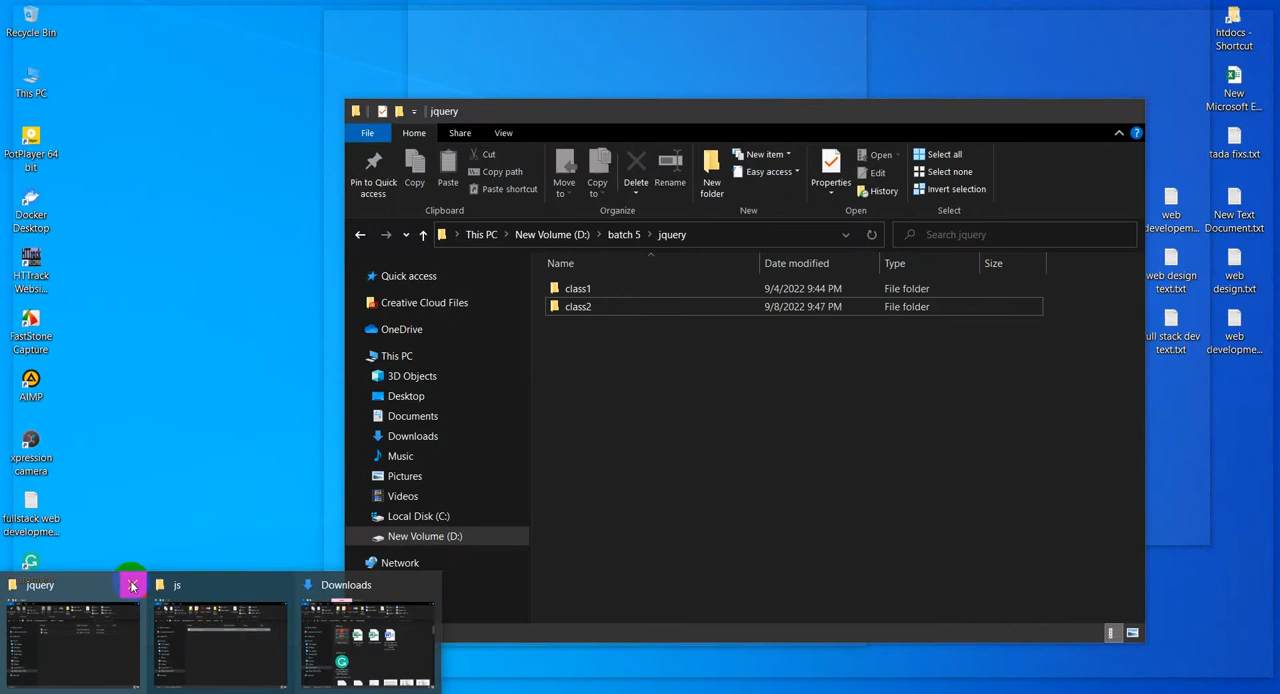 Recycle Bin
This PC
PotPlayer 64
bit
Docker
Desktop
HTTrack
Websi...
FastStone
Capture
AIMP
xpression
camera
fullstack web
developme...
jquery
File
Home
Share
View
Pin to Quick
access
Copy
Paste
Cut
Copy path
Paste shortcut
Clipboard
Move
to
Copy
to
Delete
Rename
Organize
New
folder
New item
Easy access
New
Properties
Open
Edit
History
Open
Select all
Select none
Invert selection
Select
This PC
New Volume (D:)
batch 5
jquery
Search jquery
Name
Date modified
Type
Size
class1
9/4/2022 9:44 PM
File folder
class2
9/8/2022 9:47 PM
File folder
Quick access
Creative Cloud Files
OneDrive
This PC
3D Objects
Desktop
Documents
Downloads
Music
Pictures
Videos
Local Disk (C:)
New Volume (D:)
Network
htdocs -
Shortcut
New
Microsoft E...
tada fixs.txt
web
developem...
New Text
Document.txt
web design
text.txt
web
design.txt
full stack dev
text.txt
web
developme...
jquery
js
Downloads